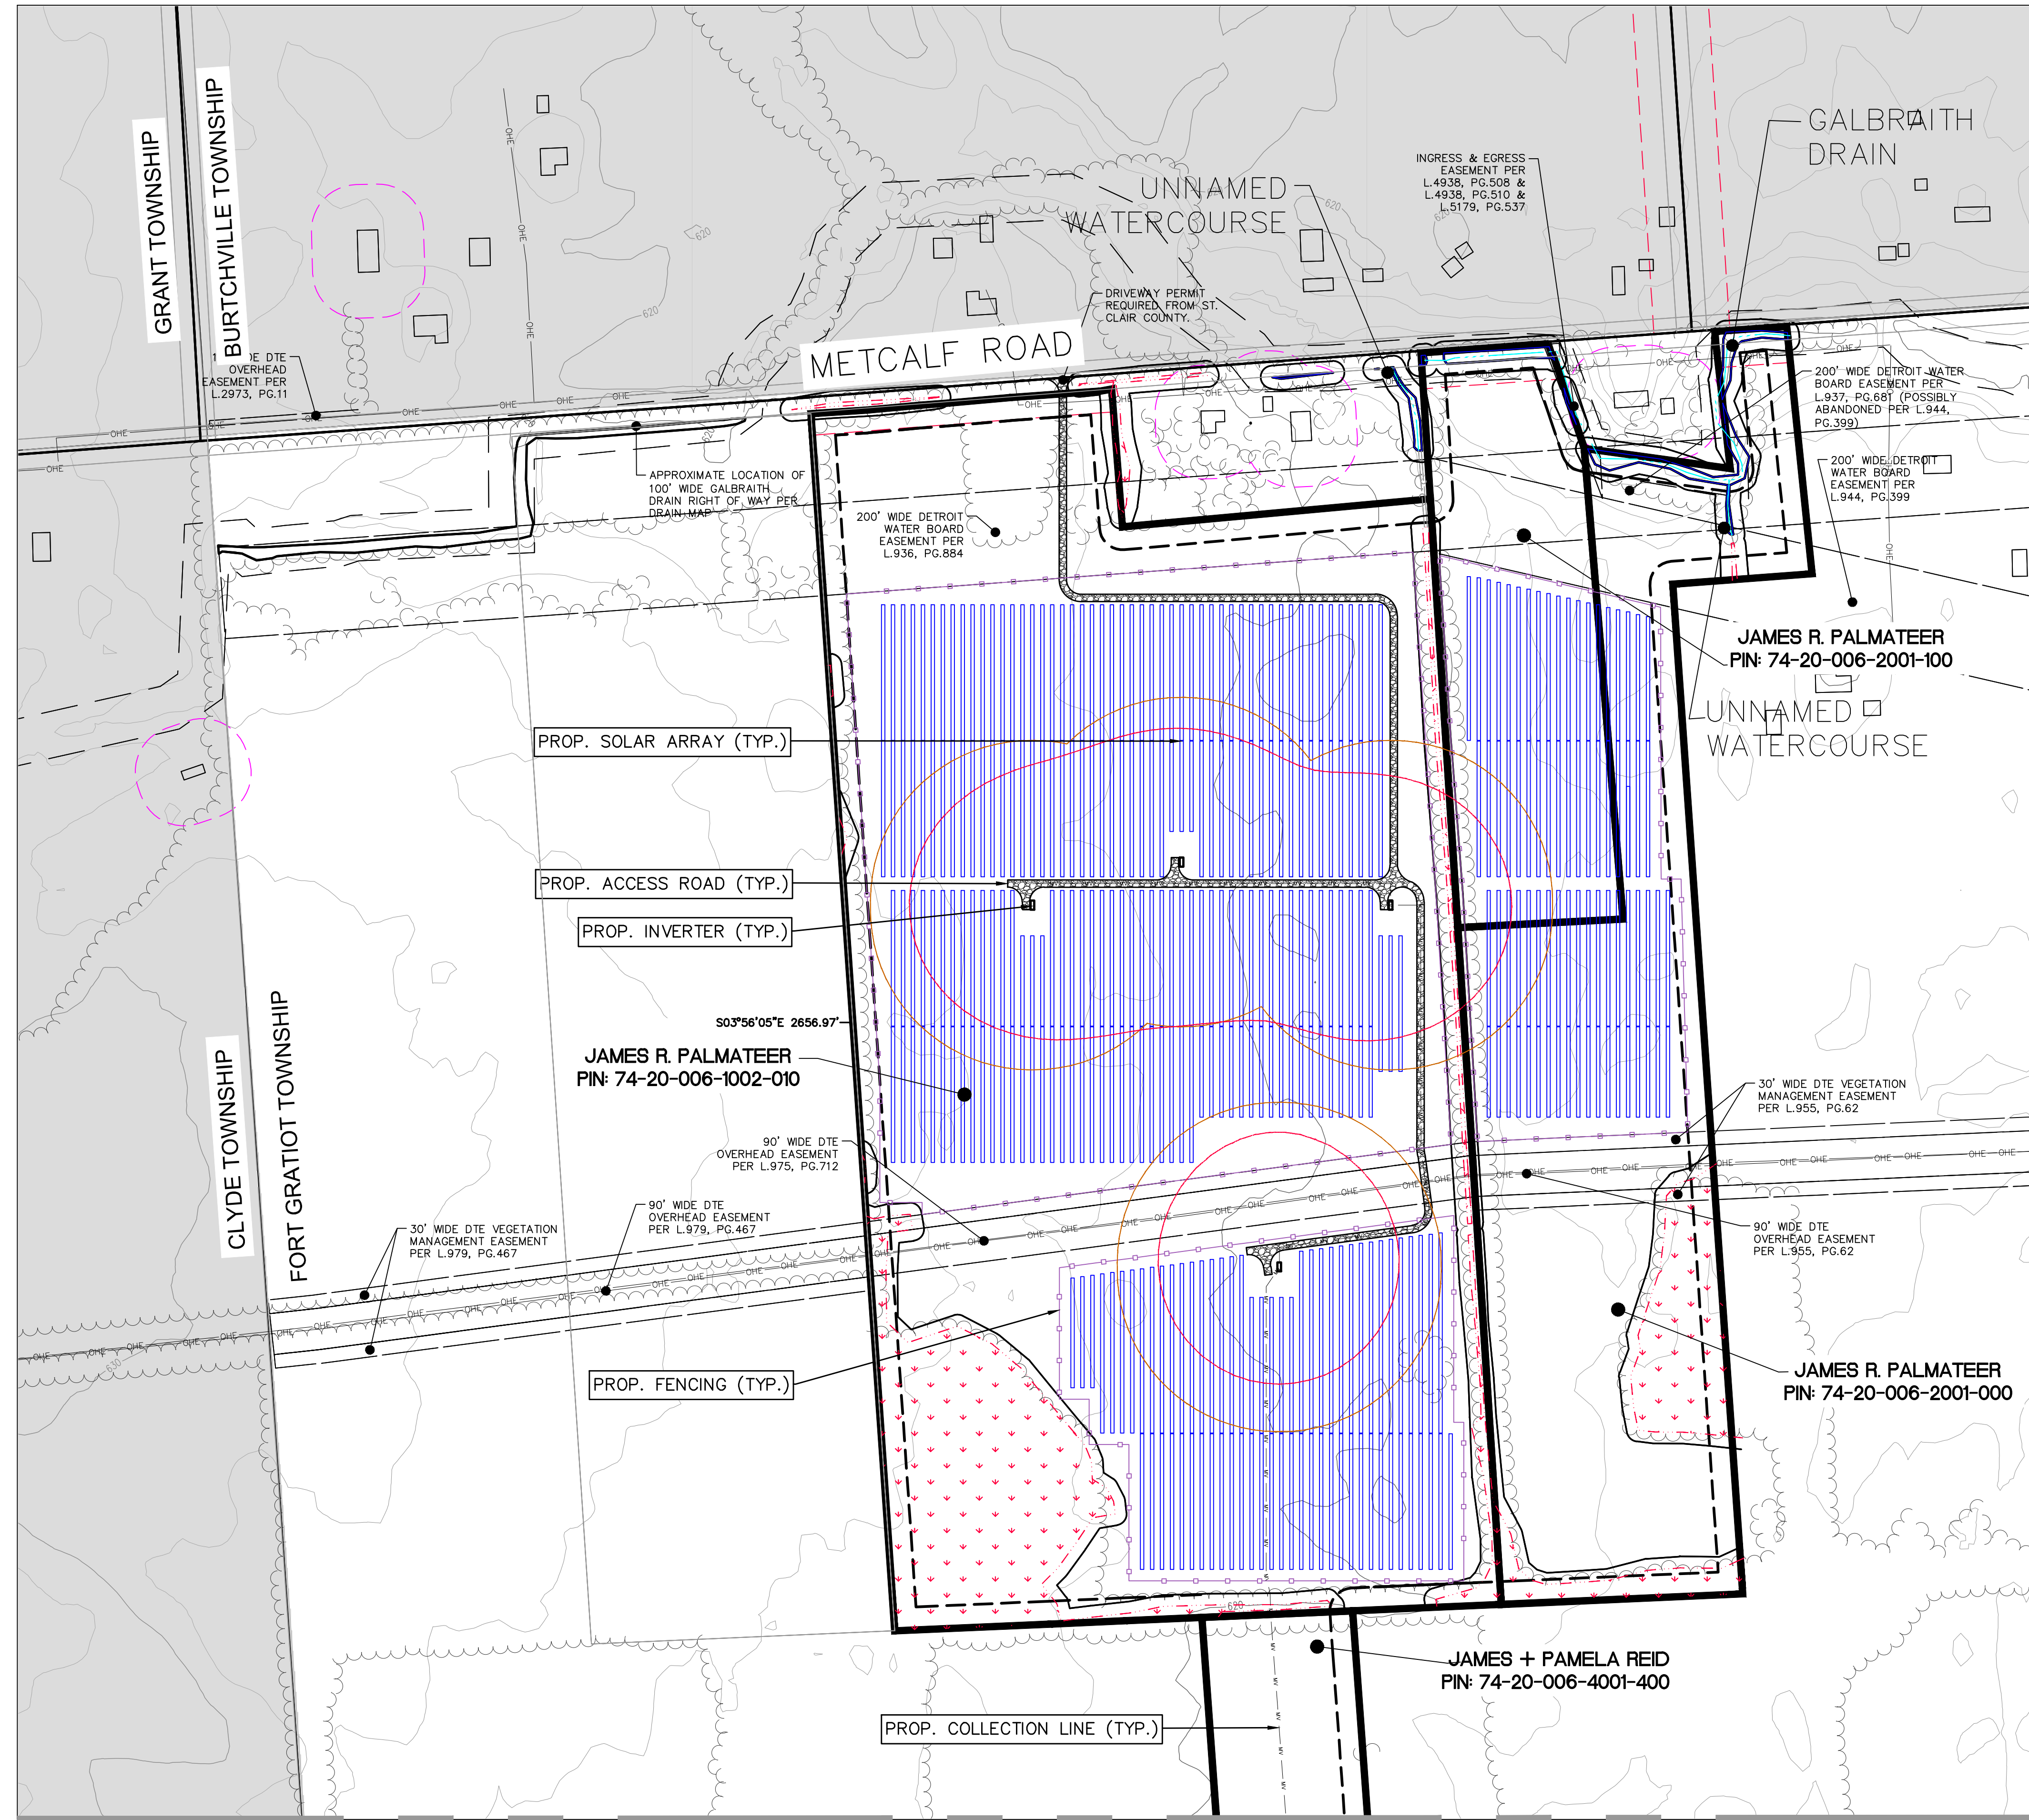 GRANT TOWNSHIP
BURTCHVILLE TOWNSHIP
GALBRAITH
DRAIN
INGRESS & EGRESS
EASEMENT PER
L.4938, PG.508 &
L.4938, PG.510 &
L.5179, PG.537
UNNAMED
WATERCOURSE
620
620
620
620
DRIVEWAY PERMIT
REQUIRED FROM ST.
CLAIR COUNTY.
METCALF ROAD
WIDE DTE
OVERHEAD
EASEMENT PER
L.2973, PG.11
200' WIDE DETROIT WATER
BOARD EASEMENT PER
L.937, PG.681 (POSSIBLY
ABANDONED PER L.944,
PG.399)
200' WIDE DETROIT
WATER BOARD
EASEMENT PER
L.944, PG.399
APPROXIMATE LOCATION OF
100' WIDE GALBRAITH
DRAIN RIGHT OF WAY PER
DRAIN MAP
200' WIDE DETROIT
WATER BOARD
EASEMENT PER
L.936, PG.884
JAMES R. PALMATEER
PIN: 74-20-006-2001-100
UNNAMED
WATERCOURSE
PROP. SOLAR ARRAY (TYP.)
PROP. ACCESS ROAD (TYP.)
PROP. INVERTER (TYP.)
S03°56'05"E 2656.97'
JAMES R. PALMATEER
PIN: 74-20-006-1002-010
CLYDE TOWNSHIP
FORT GRATIOT TOWNSHIP
30' WIDE DTE VEGETATION
MANAGEMENT EASEMENT
PER L.955, PG.62
90' WIDE DTE
OVERHEAD EASEMENT
PER L.975, PG.712
90' WIDE DTE
OVERHEAD EASEMENT
PER L.979, PG.467
30' WIDE DTE VEGETATION
MANAGEMENT EASEMENT
PER L.979, PG.467
90' WIDE DTE
OVERHEAD EASEMENT
PER L.955, PG.62
OHE
MV
630
PROP. FENCING (TYP.)
JAMES R. PALMATEER
PIN: 74-20-006-2001-000
620
JAMES + PAMELA REID
PIN: 74-20-006-4001-400
PROP. COLLECTION LINE (TYP.)